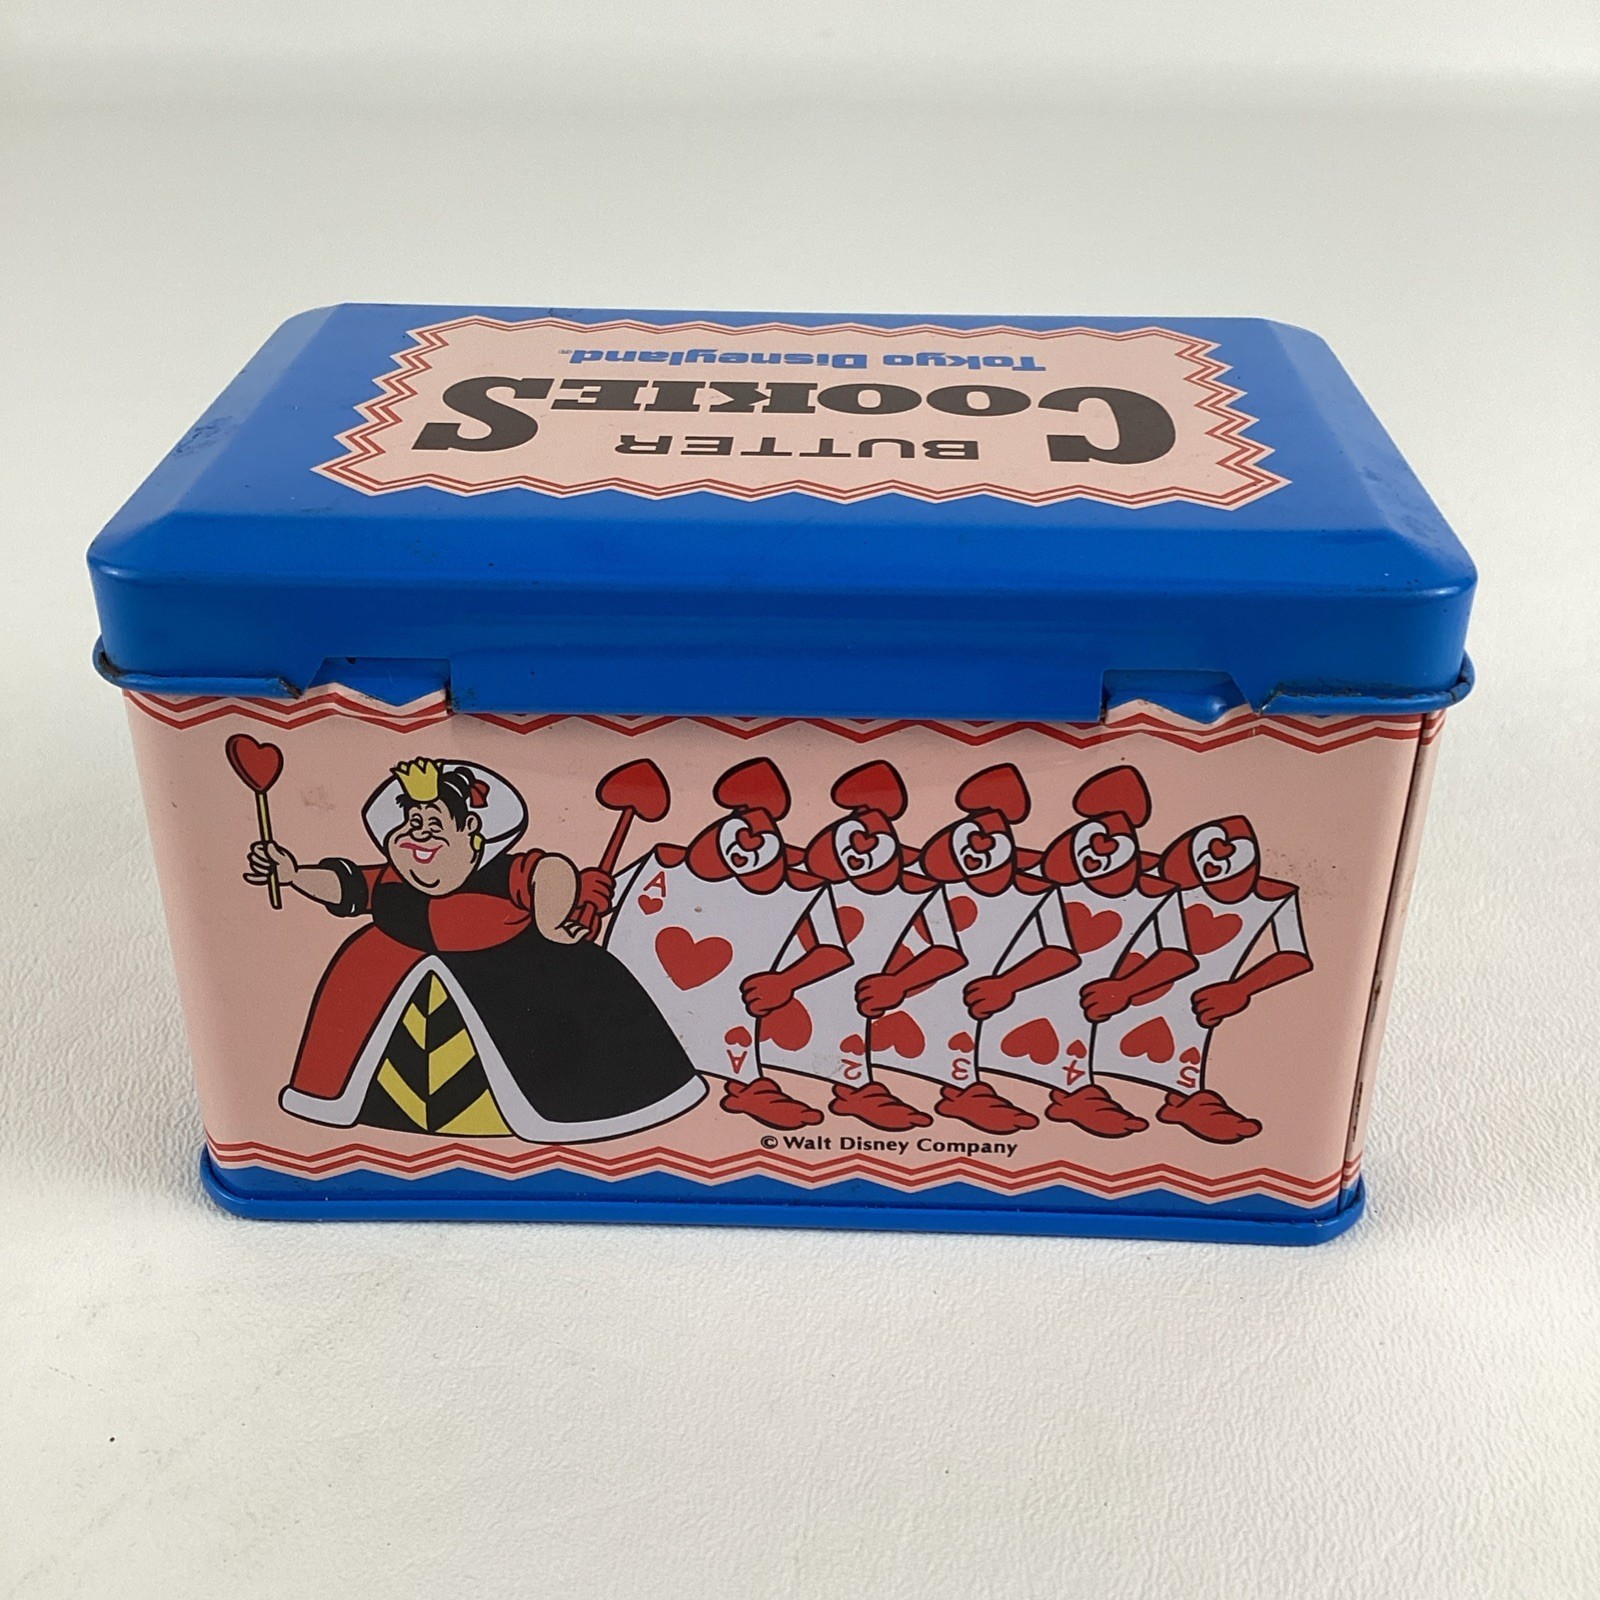 BUTTER
COOKIES
Tokyo Disneyland®
A
A
2
3
4
5
© Walt Disney Company